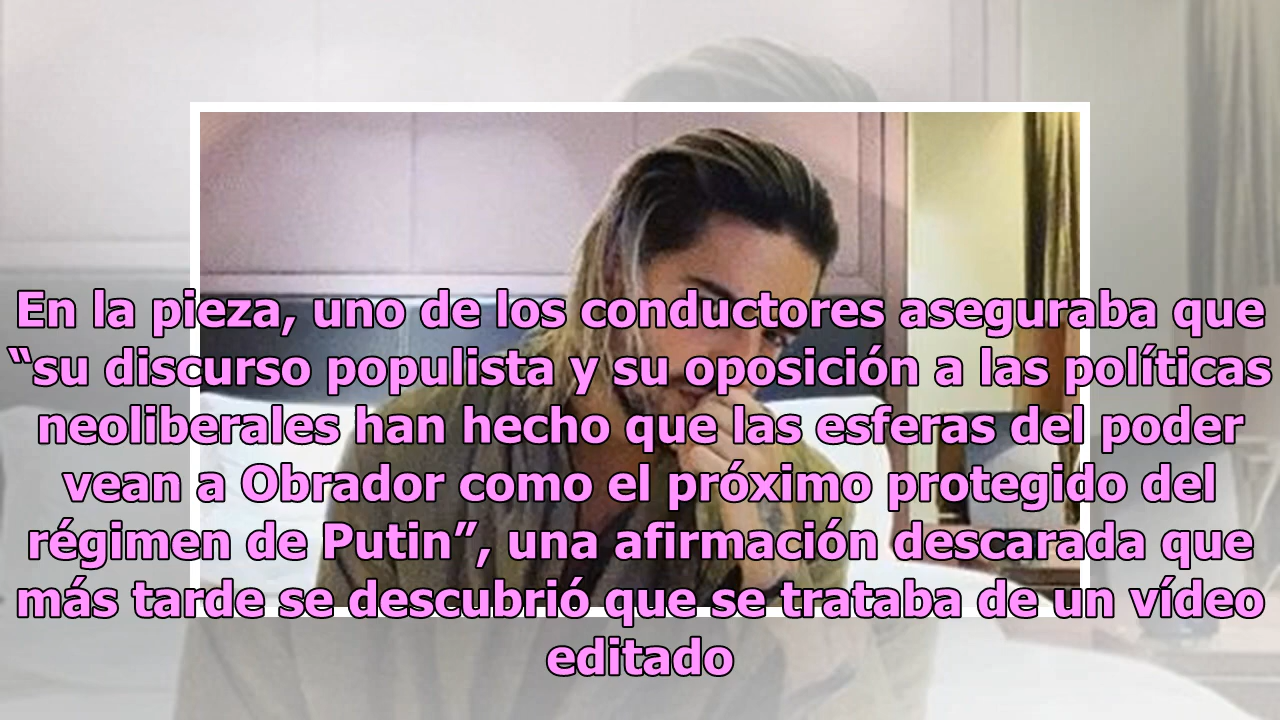 En la pieza, uno de los conductores aseguraba que
“su discurso populista y su oposición a las políticas
neoliberales han hecho que las esferas del poder
vean a Obrador como el próximo protegido del
régimen de Putin”, una afirmación descarada que
más tarde se descubrió que se trataba de un vídeo
editado